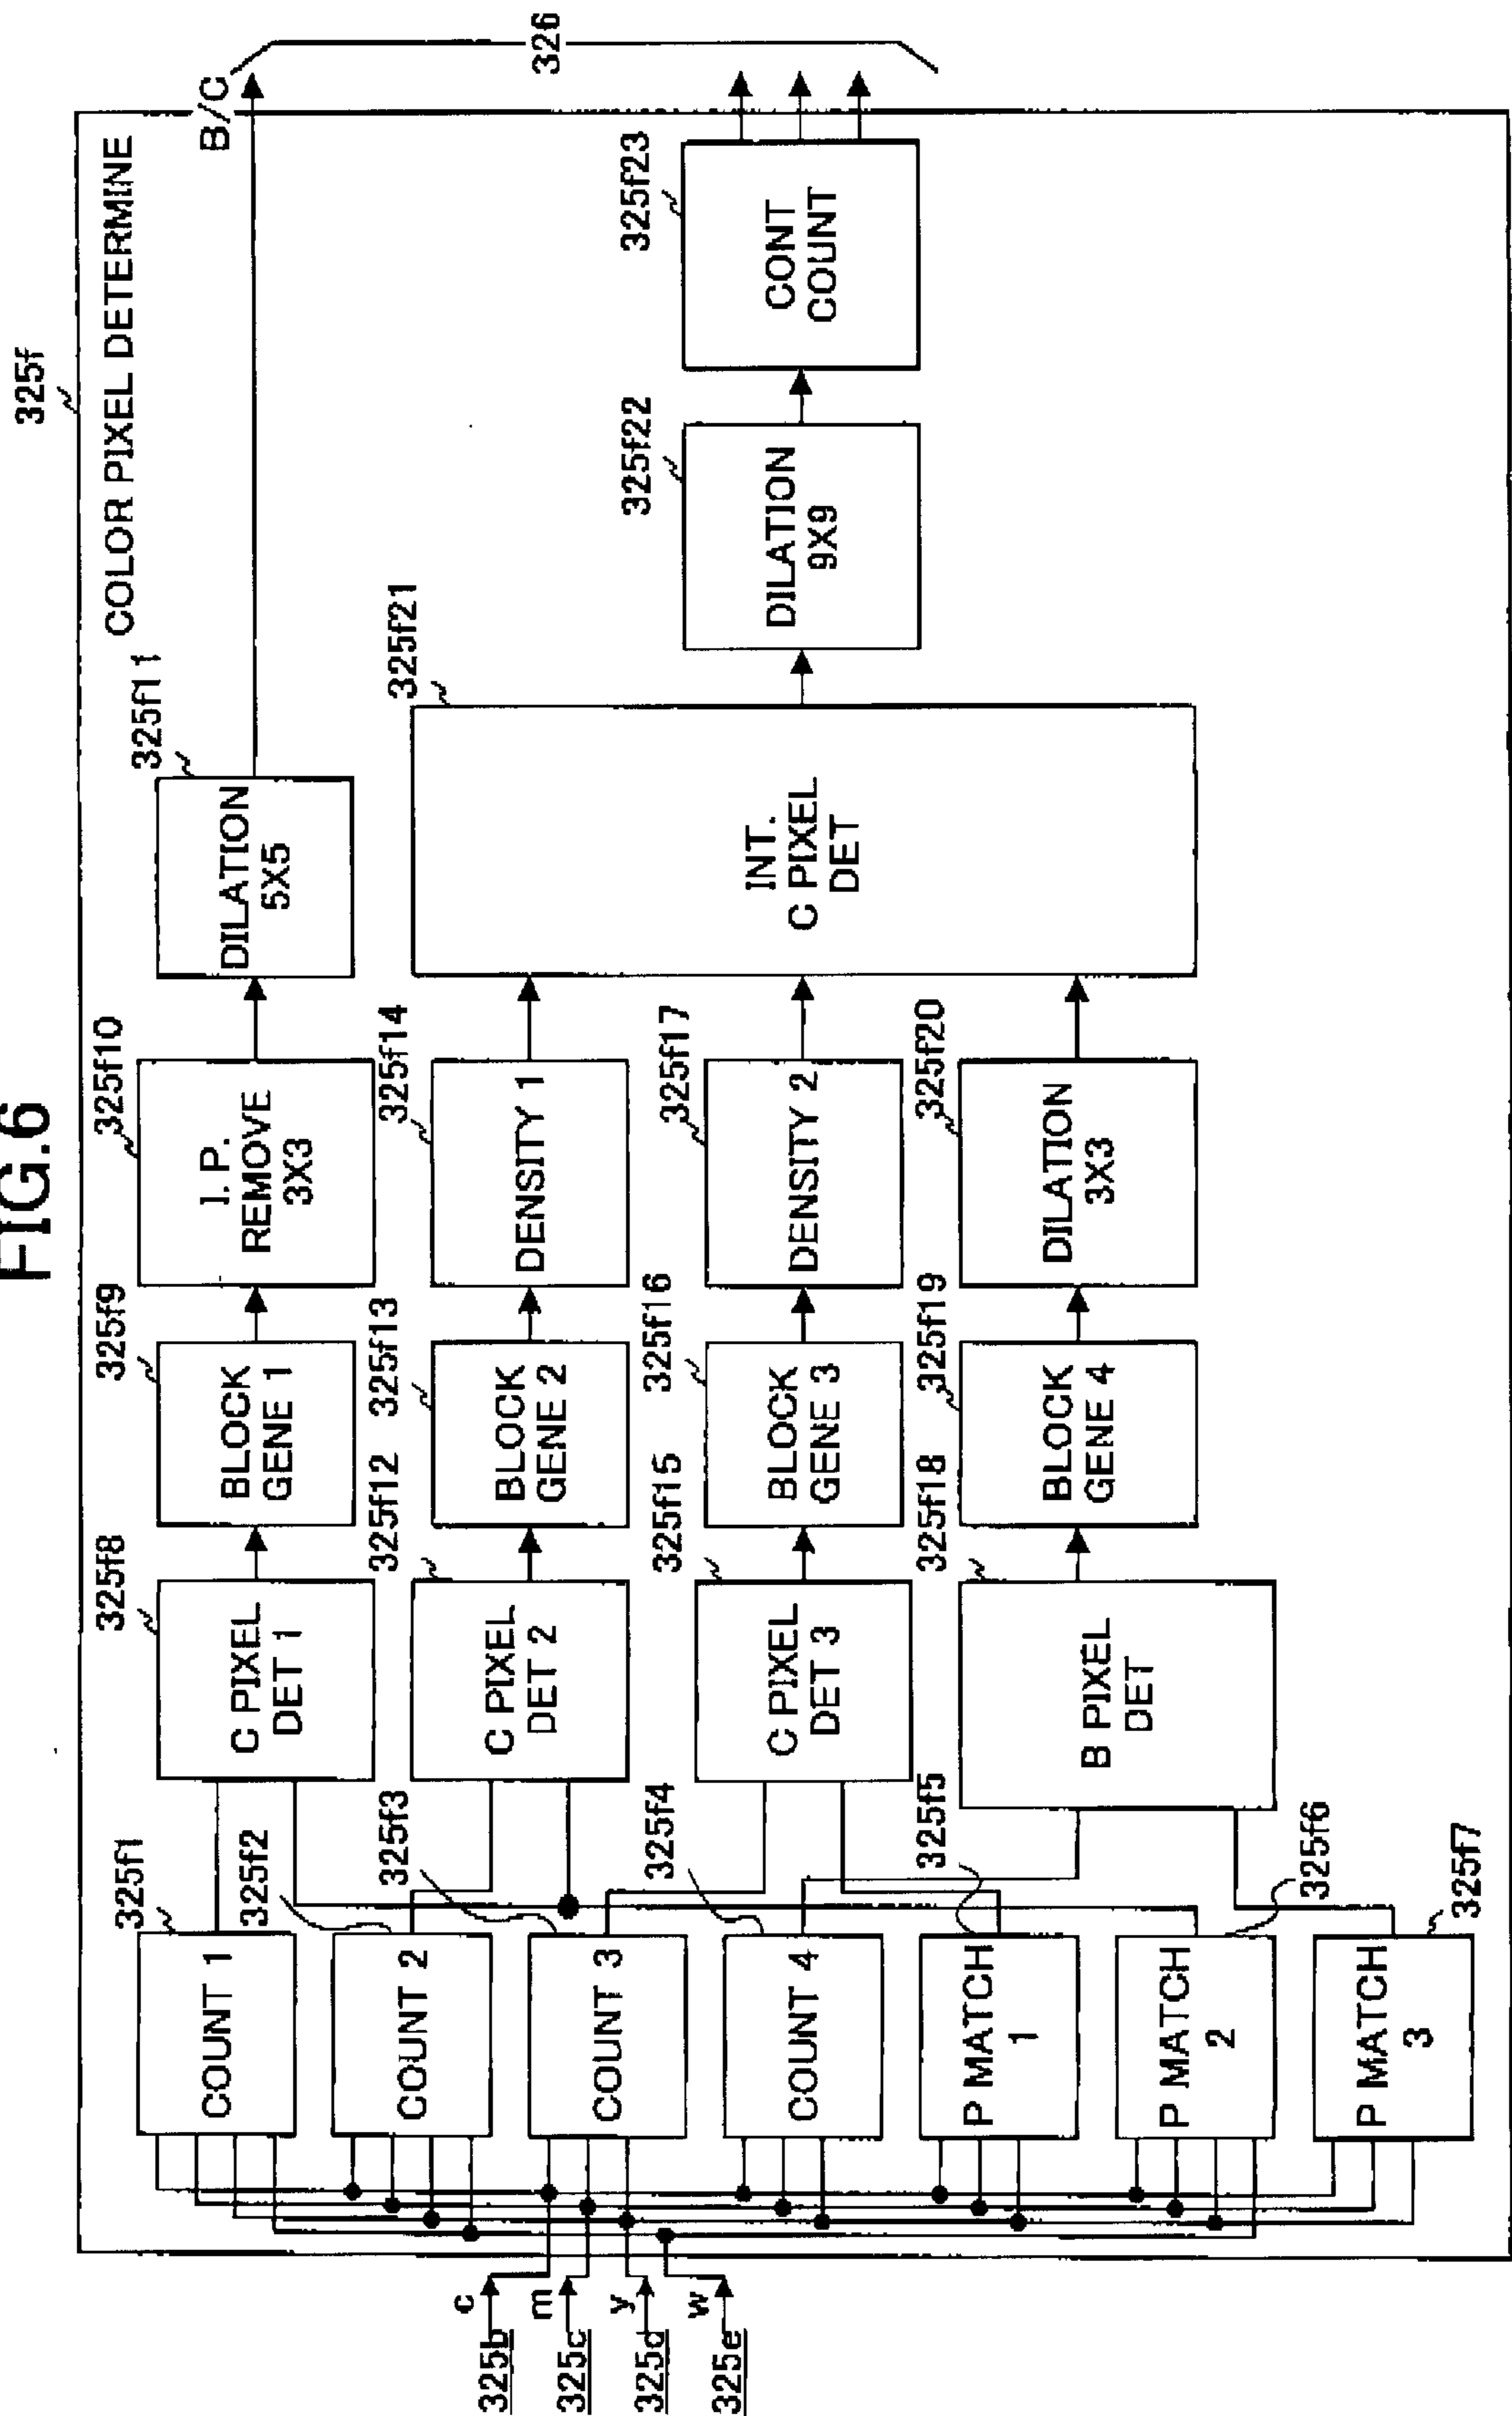 FIG.6
325f
COLOR PIXEL DETERMINE
B/C
326
325b
c
325c
m
325d
y
325e
w
325f1
COUNT 1
325f2
COUNT 2
325f3
COUNT 3
325f4
COUNT 4
325f5
P MATCH
1
325f6
P MATCH
2
325f7
P MATCH
3
325f8
C PIXEL
DET 1
325f9
BLOCK
GENE 1
325f10
I. P.
REMOVE
3X3
325f11
DILATION
5X5
325f12
C PIXEL
DET 2
325f13
BLOCK
GENE 2
325f14
DENSITY 1
325f15
C PIXEL
DET 3
325f16
BLOCK
GENE 3
325f17
DENSITY 2
325f18
B PIXEL
DET
325f19
BLOCK
GENE 4
325f20
DILATION
3X3
325f21
INT.
C PIXEL
DET
325f22
DILATION
9X9
325f23
CONT
COUNT